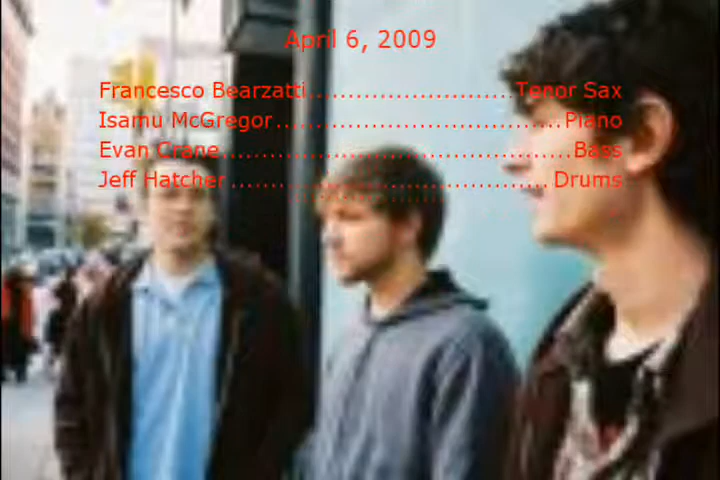 April 6, 2009
Francesco Bearzatti..........................Tenor Sax
Isamu McGregor....................................Piano
Evan Crane............................................Bass
Jeff Hatcher........................................Drums